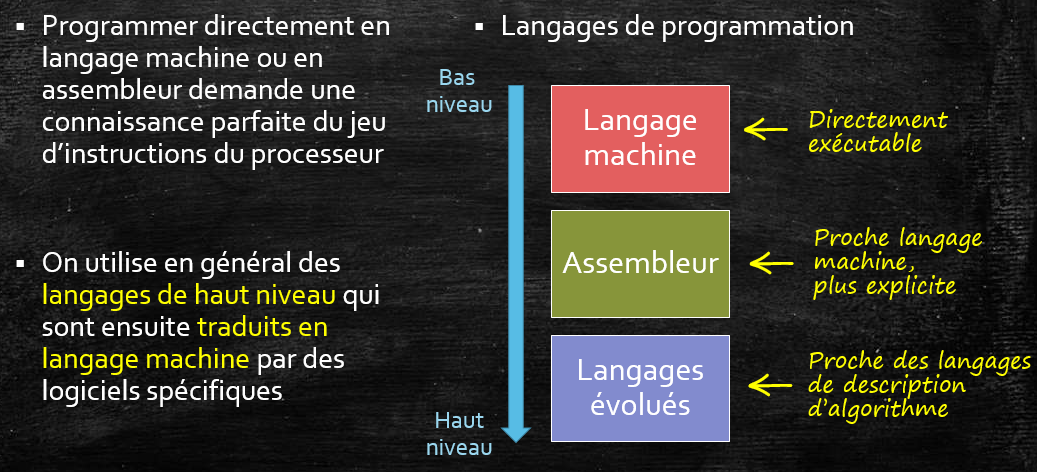 ▪ Programmer directement en
langage machine ou en
assembleur demande une
connaissance parfaite du jeu
d'instructions du processeur
▪ On utilise en général des
langages de haut niveau qui
sont ensuite traduits en
langage machine par des
logiciels spécifiques
▪ Langages de programmation
Bas
niveau
Langage
machine
Directement
exécutable
Assembleur
Proche langage
machine,
plus explicite
Langages
évolués
Proche des langages
de description
d'algorithme
Haut
niveau